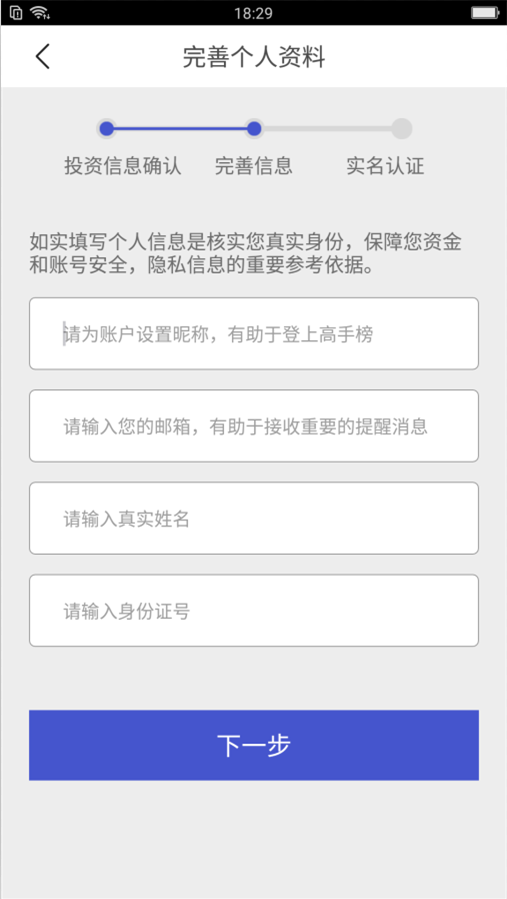 18:29
完善个人资料
投资信息确认 完善信息 实名认证
如实填写个人信息是核实您真实身份，保障您资金
和账号安全，隐私信息的重要参考依据。
请为账户设置昵称，有助于登上高手榜
请输入您的邮箱，有助于接收重要的提醒消息
请输入真实姓名
请输入身份证号
下一步